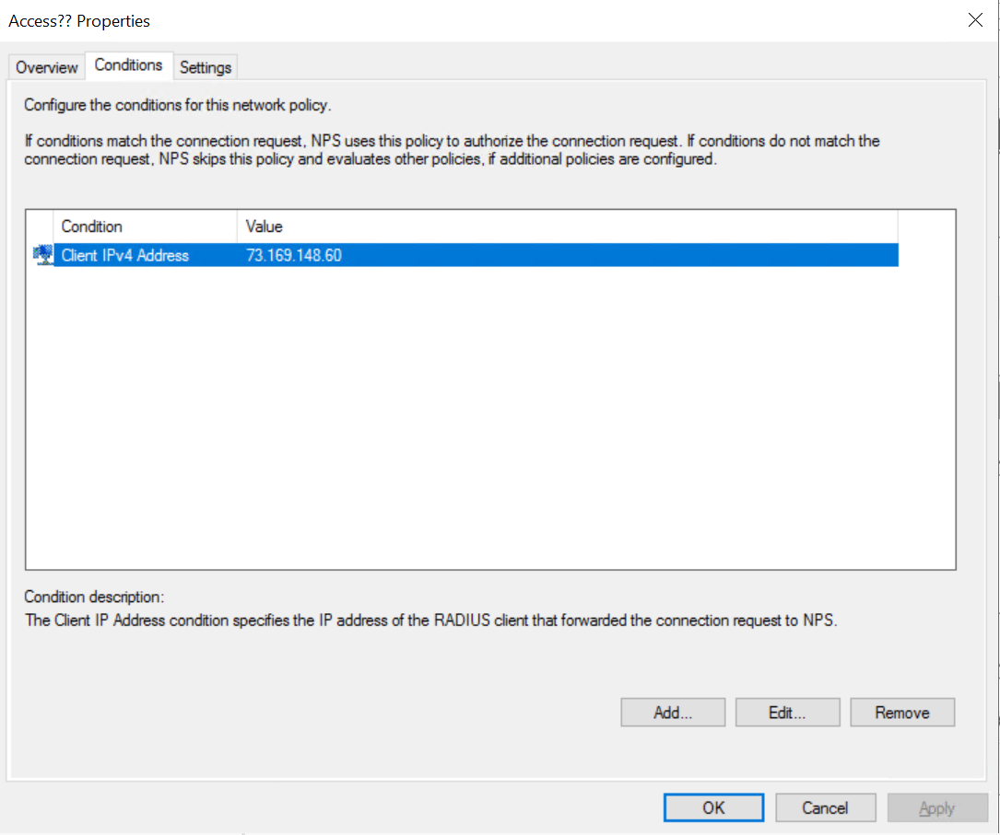 Access?? Properties
Overview Conditions Settings
Configure the conditions for this network policy.
If conditions match the connection request, NPS uses this policy to authorize the connection request. If conditions do not match the
connection request, NPS skips this policy and evaluates other policies, if additional policies are configured.
Condition Value
Client IPv4 Address 73.169.148.60
Condition description:
The Client IP Address condition specifies the IP address of the RADIUS client that forwarded the connection request to NPS.
Add... Edit... Remove
OK Cancel Apply